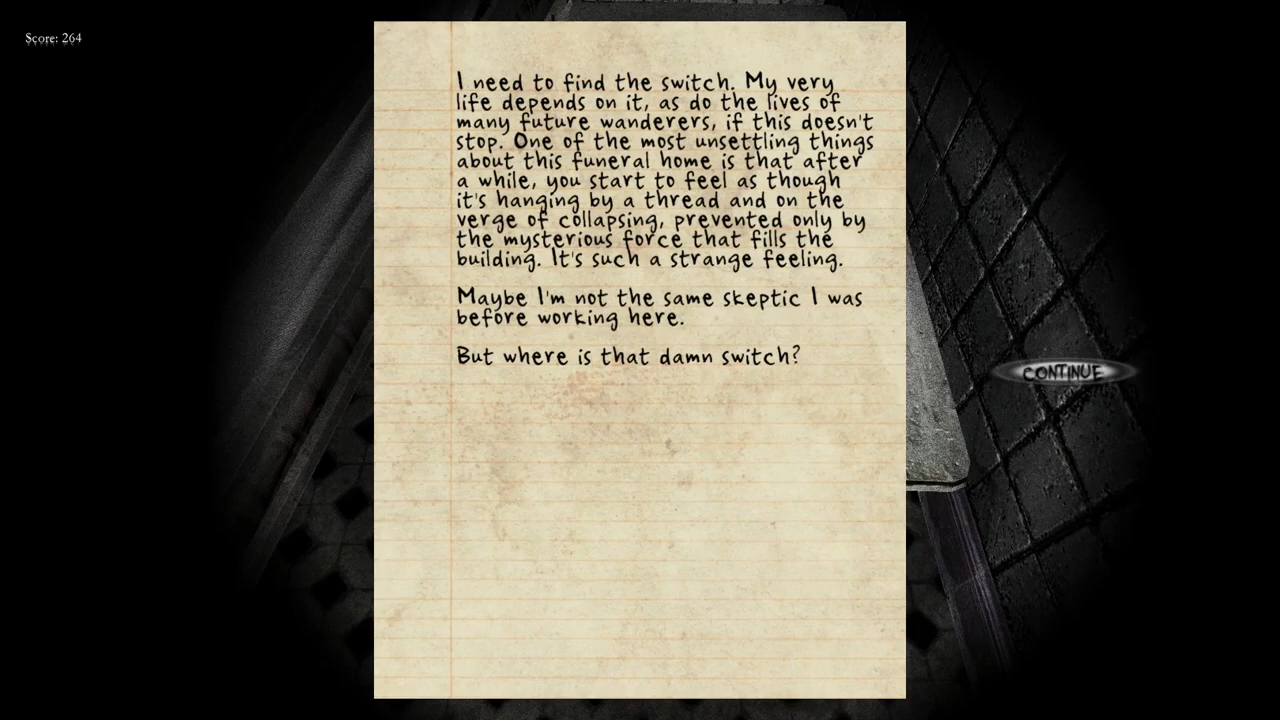 Score: 264
I need to find the switch. My very
life depends on it, as do the lives of
many future wanderers, if this doesn't
stop. One of the most unsettling things
about this funeral home is that after
a while, you start to feel as though
it's hanging by a thread and on the
verge of collapsing, prevented only by
the mysterious force that fills the
building. It's such a strange feeling.
Maybe I'm not the same skeptic I was
before working here.
But where is that damn switch?
CONTINUE